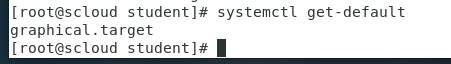 [root@scloud student]# systemctl get-default
graphical.target
[root@scloud student]#